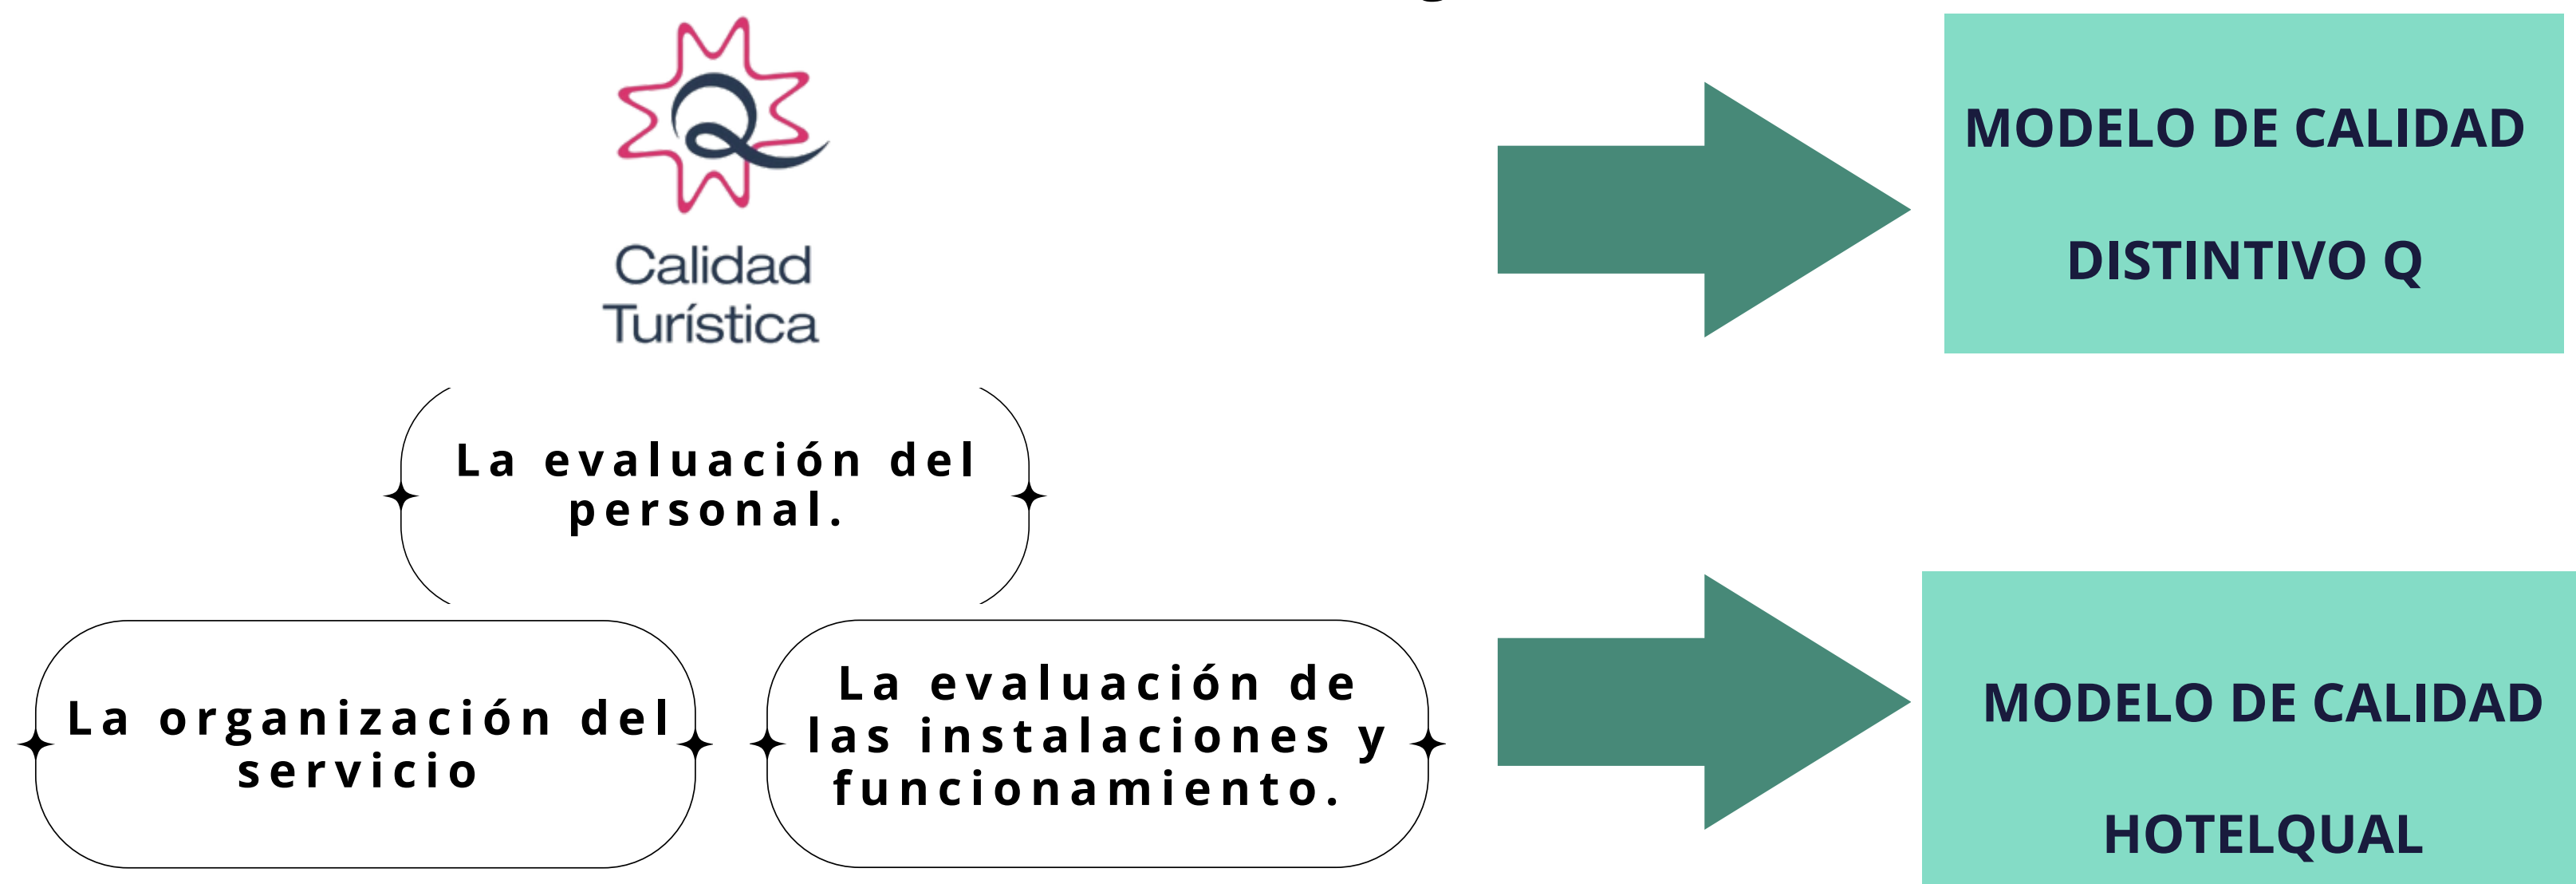 Calidad
Turística
MODELO DE CALIDAD
DISTINTIVO Q
La evaluación del
personal.
La organización del
servicio
La evaluación de
las instalaciones y
funcionamiento.
MODELO DE CALIDAD
HOTELQUAL